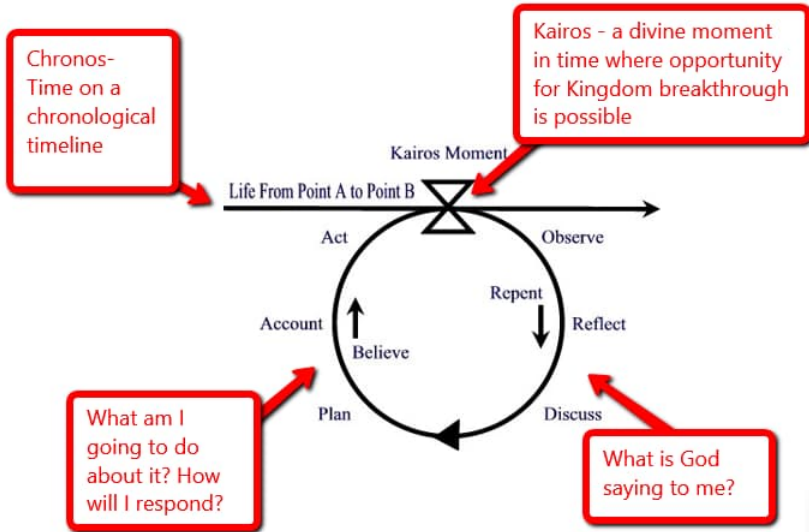 Chronos-
Time on a
chronological
timeline
Kairos - a divine moment
in time where opportunity
for Kingdom breakthrough
is possible
Kairos Moment
Life From Point A to Point B
Act
Observe
Repent
Account
Reflect
Believe
Plan
Discuss
What am I
going to do
about it? How
will I respond?
What is God
saying to me?